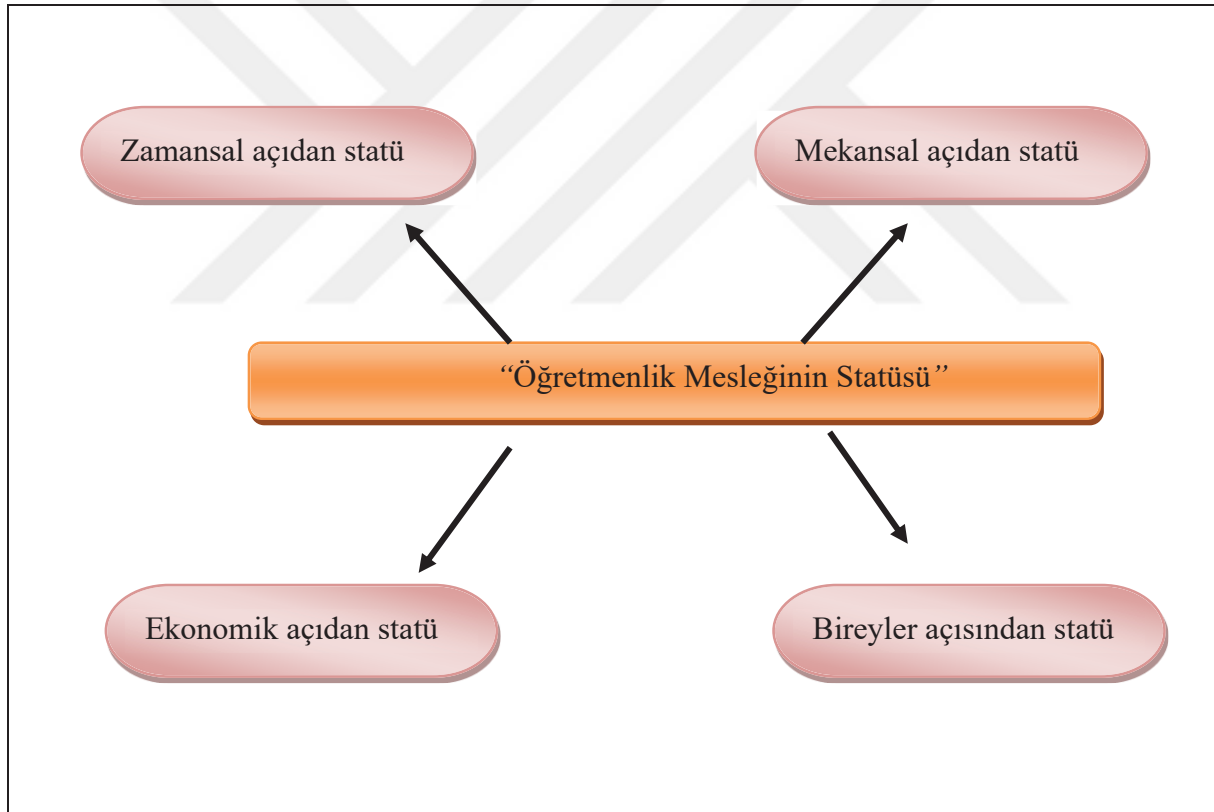 Zamansal açıdan statü
Mekansal açıdan statü
“Öğretmenlik Mesleğinin Statüsü”
Ekonomik açıdan statü
Bireyler açısından statü